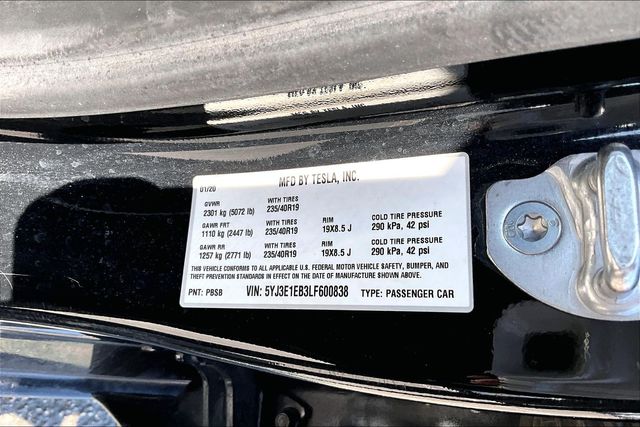 MFD BY TESLA, INC.
01/20
GVWR WITH TIRES
2301 kg (5072 lb) 235/40R19
GAWR FRT WITH TIRES RIM COLD TIRE PRESSURE
1110 kg (2447 lb) 235/40R19 19X8.5 J 290 kPa, 42 psi
GAWR RR WITH TIRES RIM COLD TIRE PRESSURE
1257 kg (2771 lb) 235/40R19 19X8.5 J 290 kPa, 42 psi
THIS VEHICLE CONFORMS TO ALL APPLICABLE U.S. FEDERAL MOTOR VEHICLE SAFETY, BUMPER, AND
THEFT PREVENTION STANDARDS IN EFFECT ON THE DATE OF MANUFACTURE SHOWN ABOVE.
PNT: PBSB VIN: 5YJ3E1EB3LF600838 TYPE: PASSENGER CAR